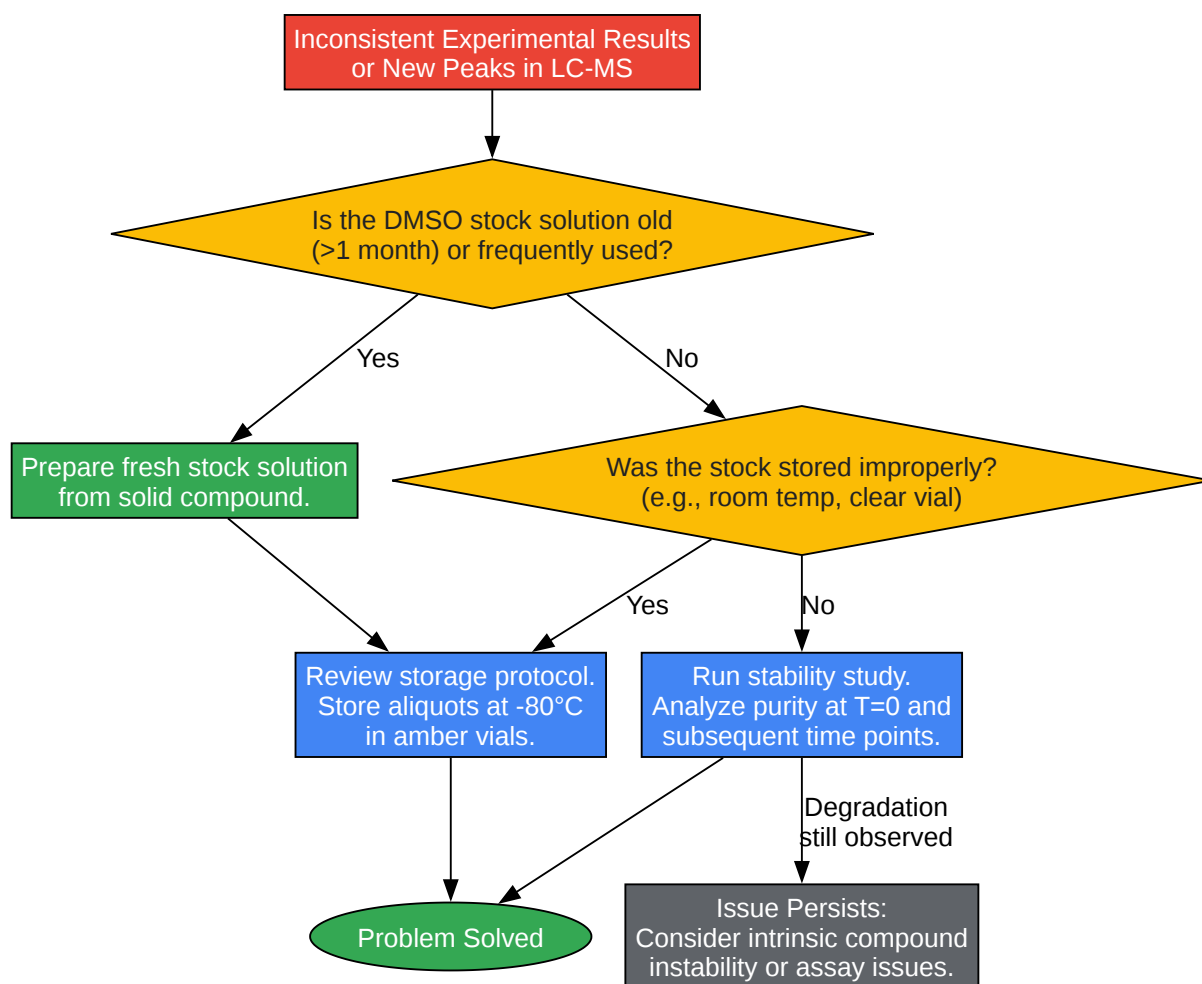 Inconsistent Experimental Results
or New Peaks in LC-MS
Is the DMSO stock solution old
(>1 month) or frequently used?
Yes
No
Prepare fresh stock solution
from solid compound.
Was the stock stored improperly?
(e.g., room temp, clear vial)
Yes
No
Review storage protocol.
Store aliquots at -80°C
in amber vials.
Run stability study.
Analyze purity at T=0 and
subsequent time points.
Degradation
still observed
Problem Solved
Issue Persists:
Consider intrinsic compound
instability or assay issues.